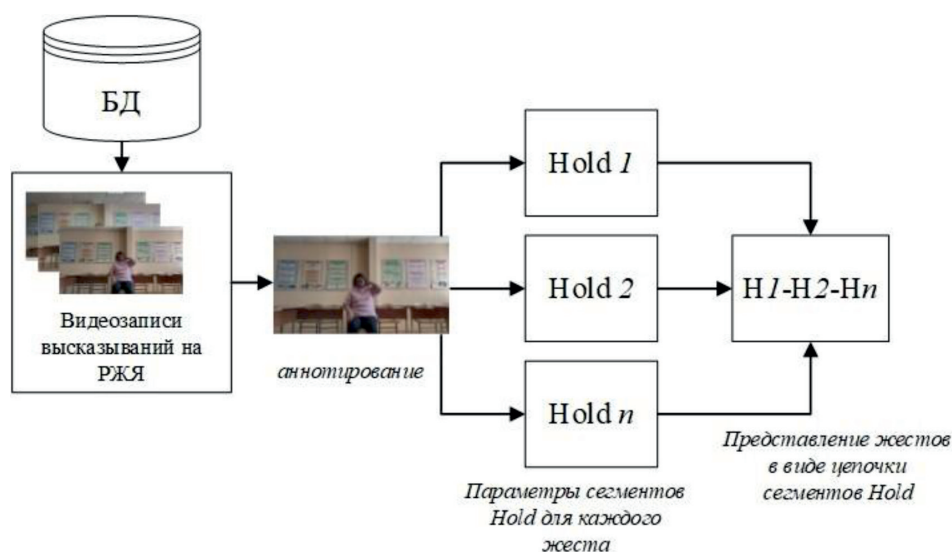 БД
Видеозаписи
высказываний на
РЖЯ
аннотирование
Hold 1
Hold 2
Hold n
Параметры сегментов
Hold для каждого
жеста
H1-H2-Hn
Представление жестов
в виде цепочки
сегментов Hold